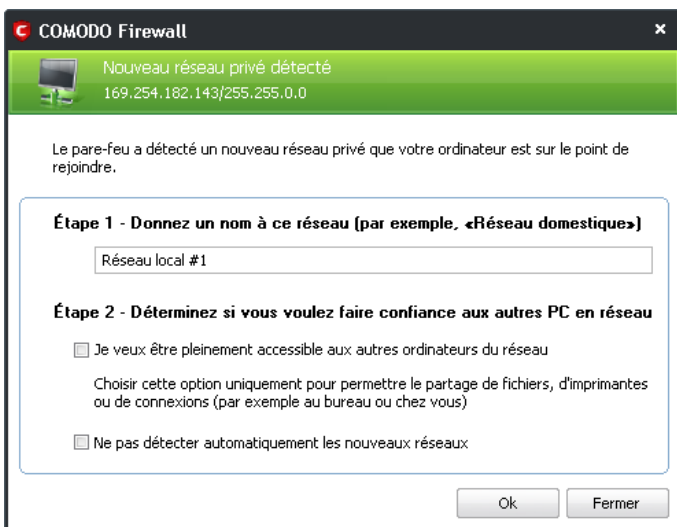 COMODO Firewall
Nouveau réseau privé détecté
169.254.182.143/255.255.0.0
Le pare-feu a détecté un nouveau réseau privé que votre ordinateur est sur le point de
rejoindre.
Étape 1 - Donnez un nom à ce réseau (par exemple, «Réseau domestique»)
Réseau local #1
Étape 2 - Déterminez si vous voulez faire confiance aux autres PC en réseau
Je veux être pleinement accessible aux autres ordinateurs du réseau
Choisir cette option uniquement pour permettre le partage de fichiers, d'imprimantes
ou de connexions (par exemple au bureau ou chez vous)
Ne pas détecter automatiquement les nouveaux réseaux
Ok
Fermer